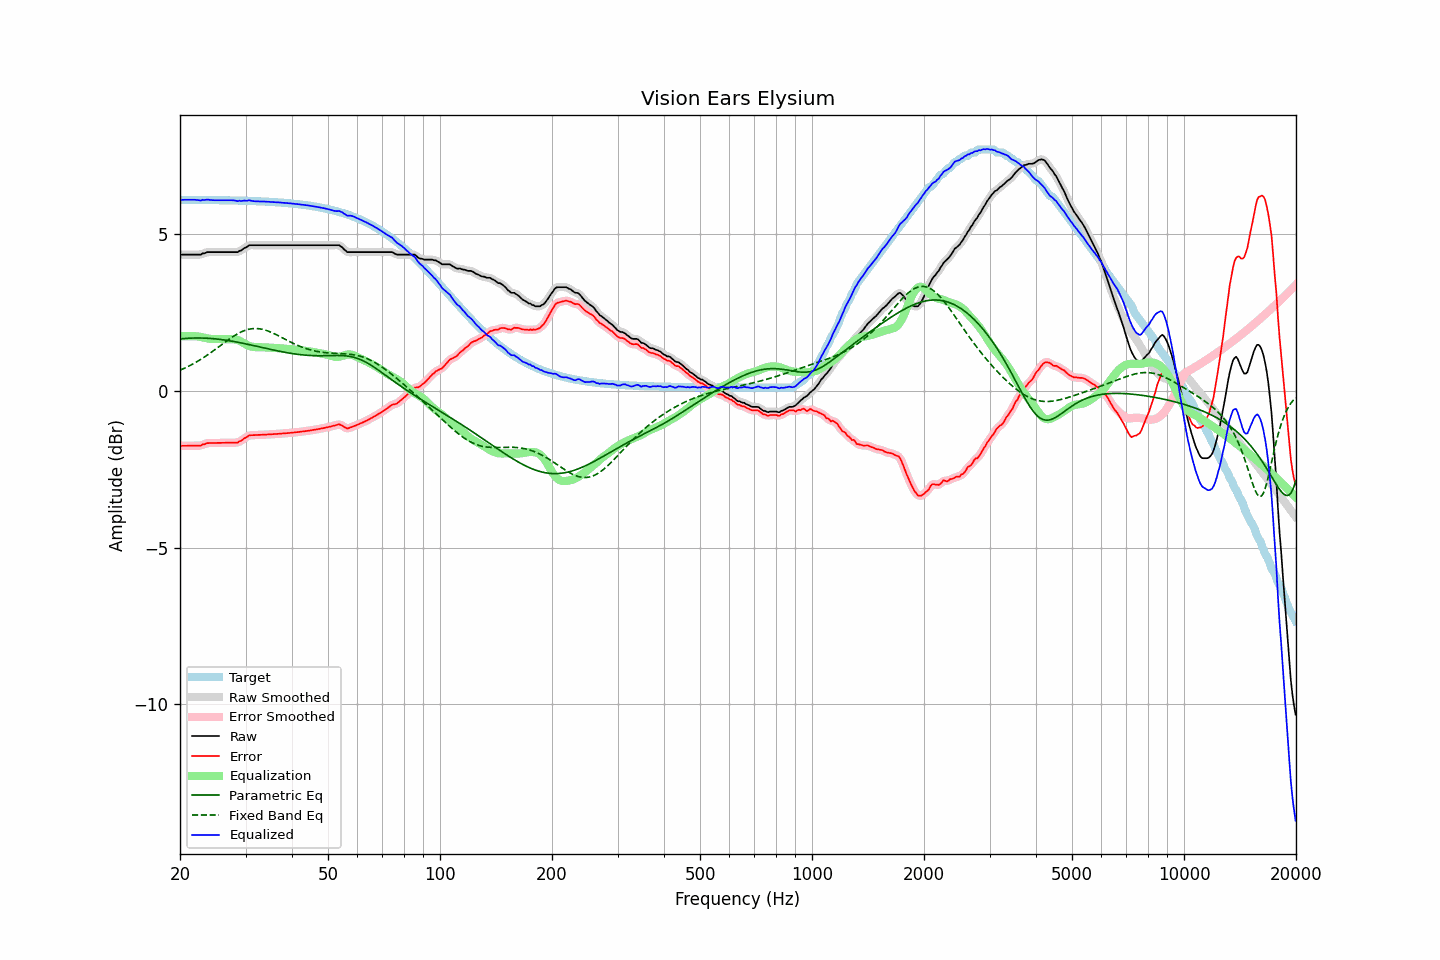 Vision Ears Elysium
Amplitude (dBr)
5
0
−5
−10
Target
Raw Smoothed
Error Smoothed
Raw
Error
Equalization
Parametric Eq
Fixed Band Eq
Equalized
20 50 100 200 500 1000 2000 5000 10000 20000
Frequency (Hz)